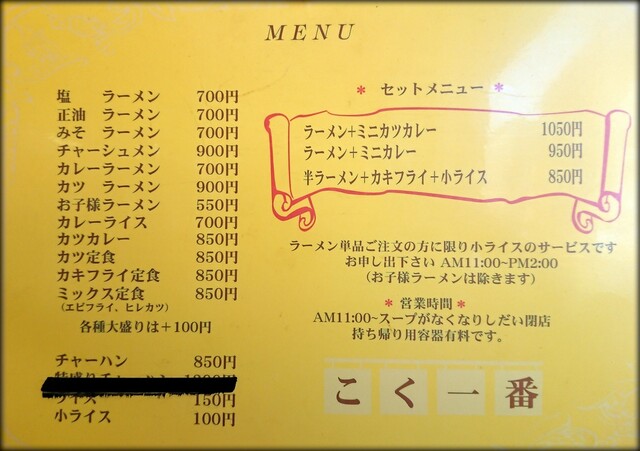 MENU
塩 ラーメン 700円
正油 ラーメン 700円
みそ ラーメン 700円
チャーシュメン 900円
カレーラーメン 700円
カツ ラーメン 900円
お子様ラーメン 550円
カレーライス 700円
カツカレー 850円
カツ定食 850円
カキフライ定食 850円
ミックス定食 850円
(エビフライ、ヒレカツ)
各種大盛りは+100円
チャーハン 850円
ライス 150円
小ライス 100円
* セットメニュー *
ラーメン+ミニカツカレー 1050円
ラーメン+ミニカレー 950円
半ラーメン+カキフライ+小ライス 850円
ラーメン単品ご注文の方に限り小ライスのサービスです
お申し出下さい AM11:00~PM2:00
(お子様ラーメンは除きます)
* 営業時間 *
AM11:00~スープがなくなりしだい閉店
持ち帰り用容器有料です。
こく一番